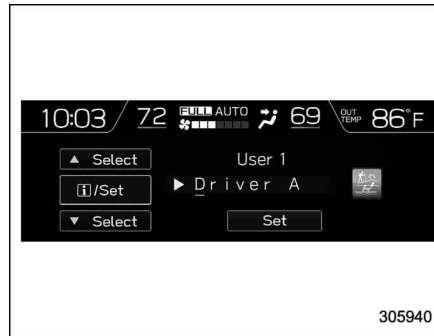 10:03 72 FULL AUTO 69 OUT TEMP 86°F
▲ Select
User 1
i/Set
▶ Driver A
▼ Select
Set
305940